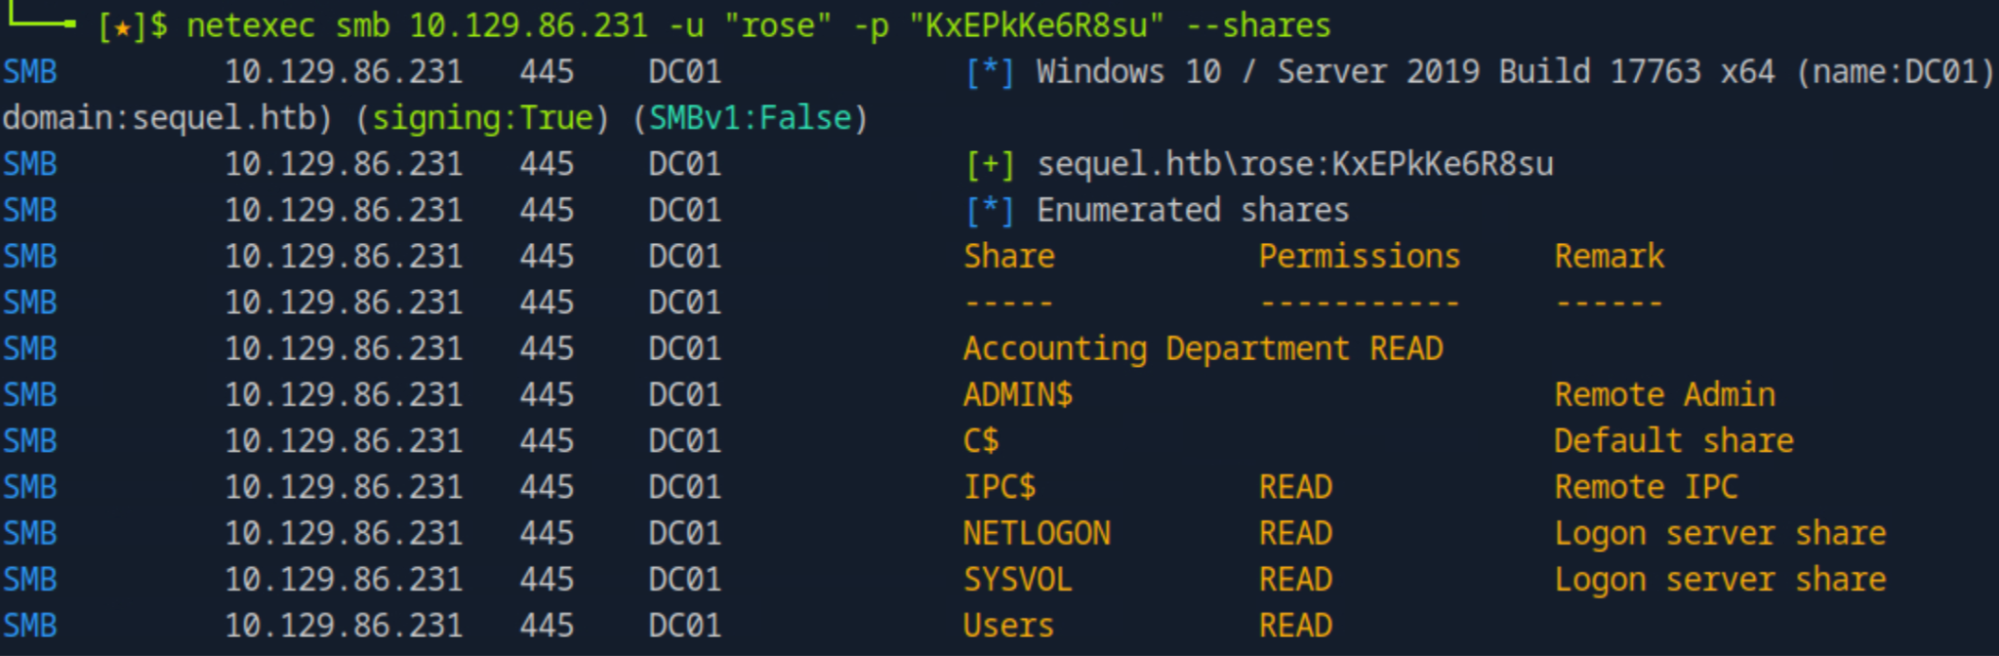 └──╼ [★]$ netexec smb 10.129.86.231 -u "rose" -p "KxEPkKe6R8su" --shares
SMB         10.129.86.231   445    DC01             [*] Windows 10 / Server 2019 Build 17763 x64 (name:DC01)
domain:sequel.htb) (signing:True) (SMBv1:False)
SMB         10.129.86.231   445    DC01             [+] sequel.htb\rose:KxEPkKe6R8su
SMB         10.129.86.231   445    DC01             [*] Enumerated shares
SMB         10.129.86.231   445    DC01             Share           Permissions     Remark
SMB         10.129.86.231   445    DC01             -----           -----------     ------
SMB         10.129.86.231   445    DC01             Accounting Department READ
SMB         10.129.86.231   445    DC01             ADMIN$                          Remote Admin
SMB         10.129.86.231   445    DC01             C$                              Default share
SMB         10.129.86.231   445    DC01             IPC$            READ            Remote IPC
SMB         10.129.86.231   445    DC01             NETLOGON        READ            Logon server share
SMB         10.129.86.231   445    DC01             SYSVOL          READ            Logon server share
SMB         10.129.86.231   445    DC01             Users           READ